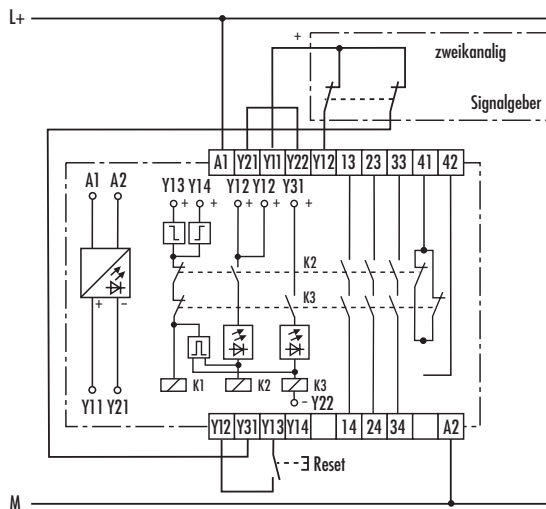 L+
+
zweikanalig
Signalgeber
A1 Y21 Y11 Y22 Y12 13 23 33 41 42
A1 A2 Y13 Y14 Y12 Y12 Y31
+ + + + +
K2
K3
+ −
K1 K2 K3
Y11 Y21
− Y22
Y12 Y31 Y13 Y14 14 24 34 A2
Reset
M